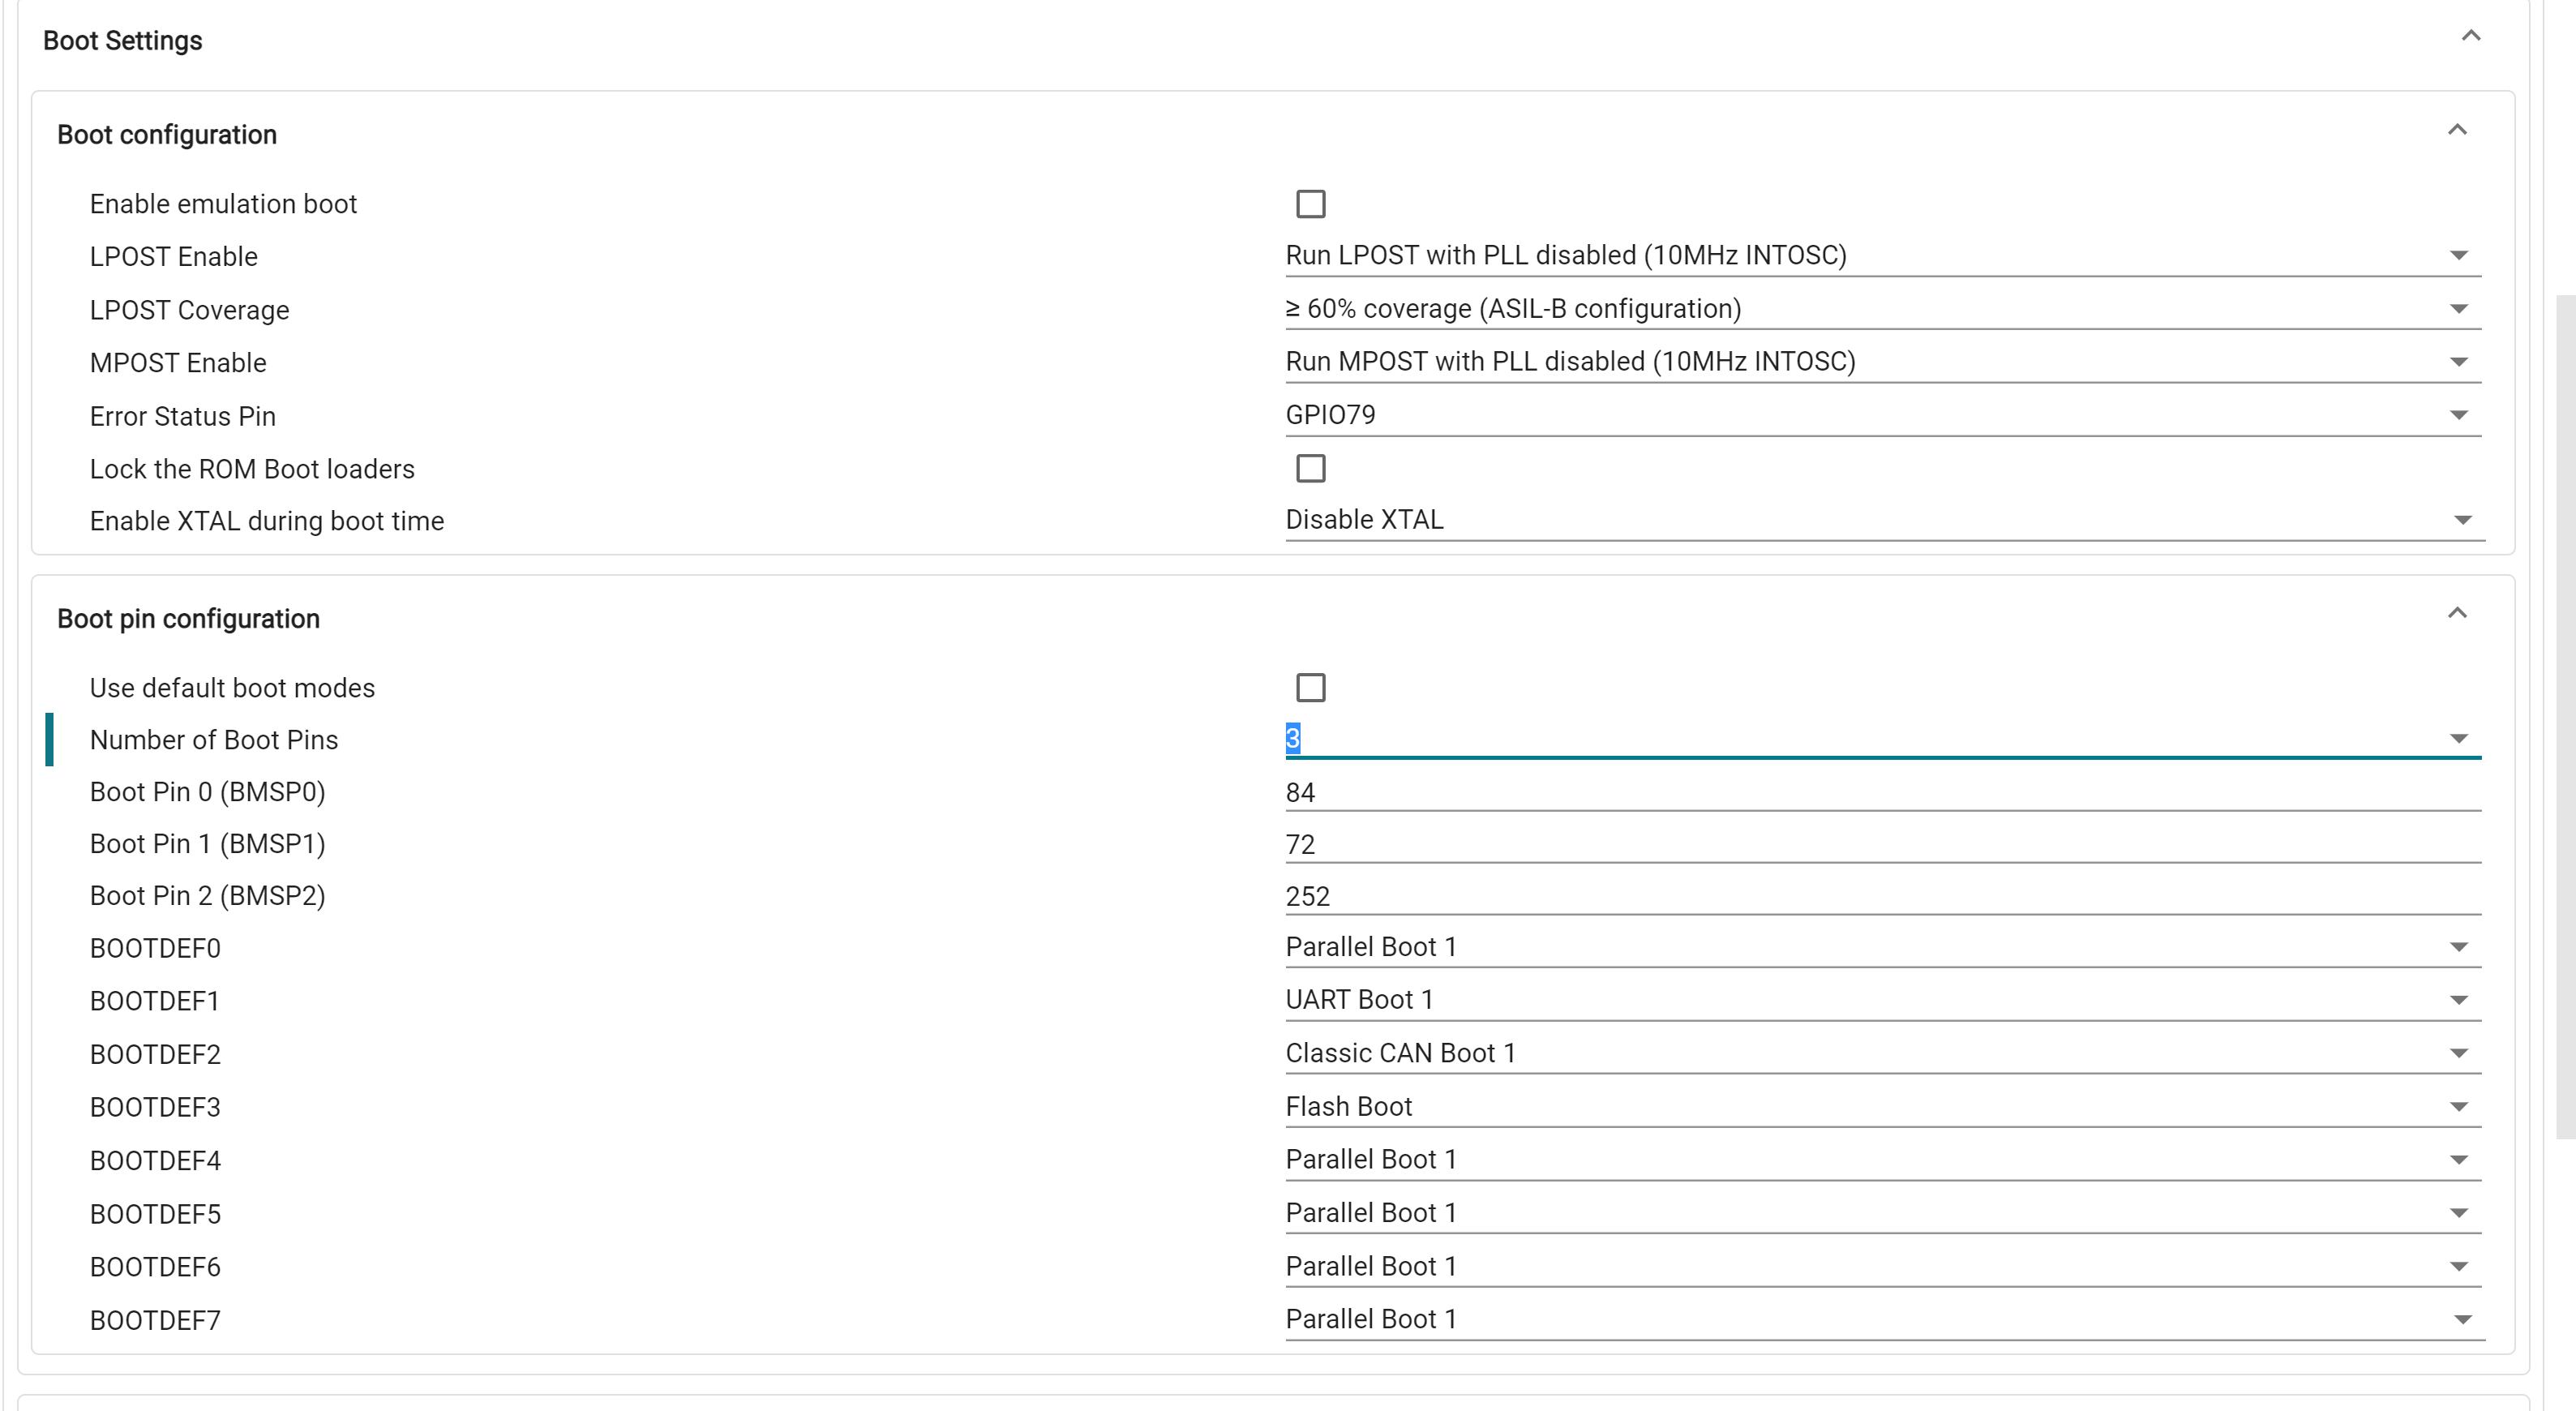 Boot Settings
Boot configuration
Enable emulation boot
LPOST Enable Run LPOST with PLL disabled (10MHz INTOSC)
LPOST Coverage ≥ 60% coverage (ASIL-B configuration)
MPOST Enable Run MPOST with PLL disabled (10MHz INTOSC)
Error Status Pin GPIO79
Lock the ROM Boot loaders
Enable XTAL during boot time Disable XTAL
Boot pin configuration
Use default boot modes
Number of Boot Pins 3
Boot Pin 0 (BMSP0) 84
Boot Pin 1 (BMSP1) 72
Boot Pin 2 (BMSP2) 252
BOOTDEF0 Parallel Boot 1
BOOTDEF1 UART Boot 1
BOOTDEF2 Classic CAN Boot 1
BOOTDEF3 Flash Boot
BOOTDEF4 Parallel Boot 1
BOOTDEF5 Parallel Boot 1
BOOTDEF6 Parallel Boot 1
BOOTDEF7 Parallel Boot 1